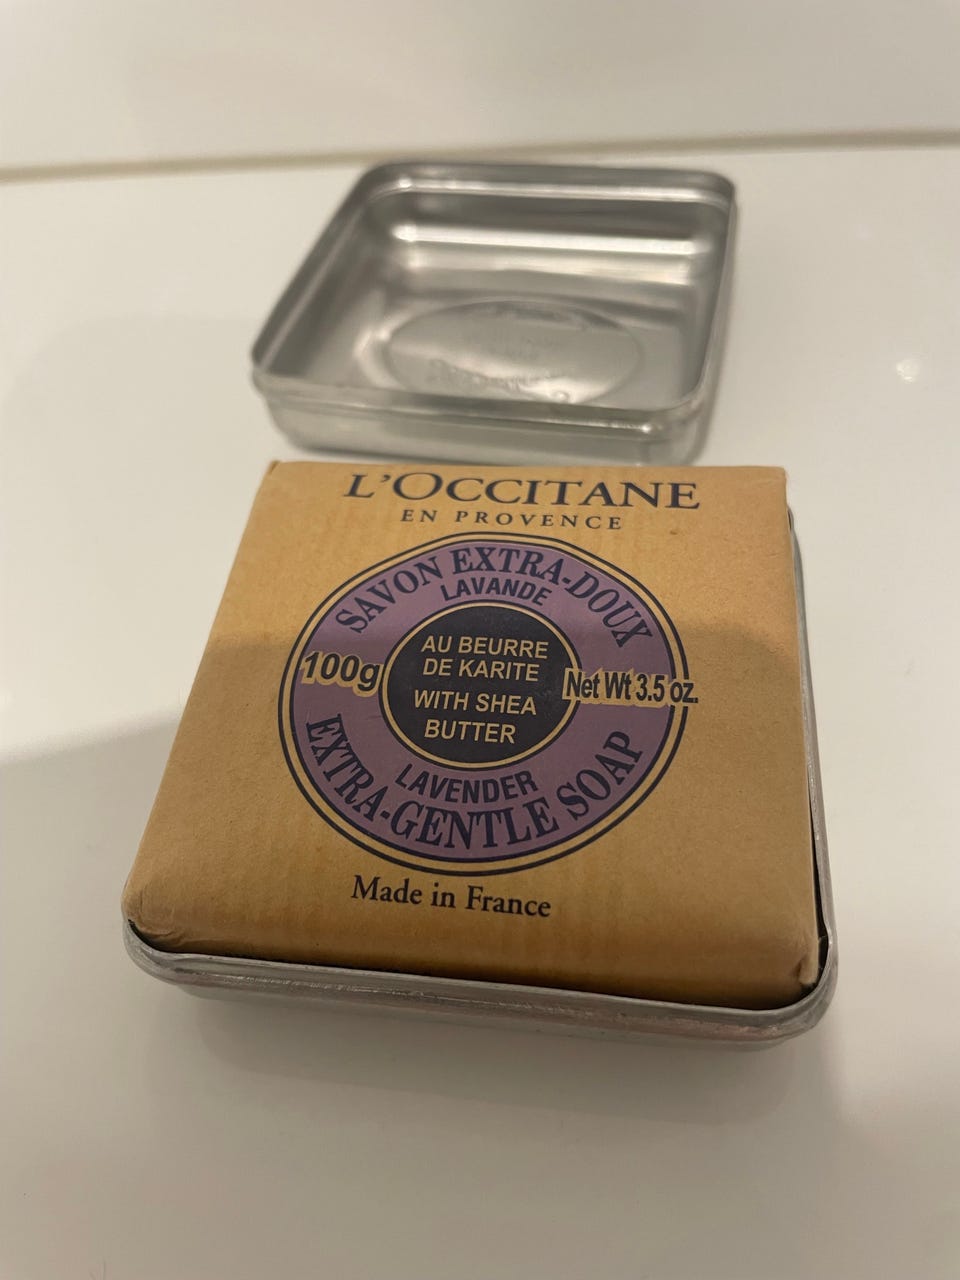 L'OCCITANE
EN PROVENCE
SAVON EXTRA-DOUX
LAVANDE
100g
AU BEURRE
DE KARITE
WITH SHEA
BUTTER
Net Wt 3.5 oz.
LAVENDER
EXTRA-GENTLE SOAP
Made in France